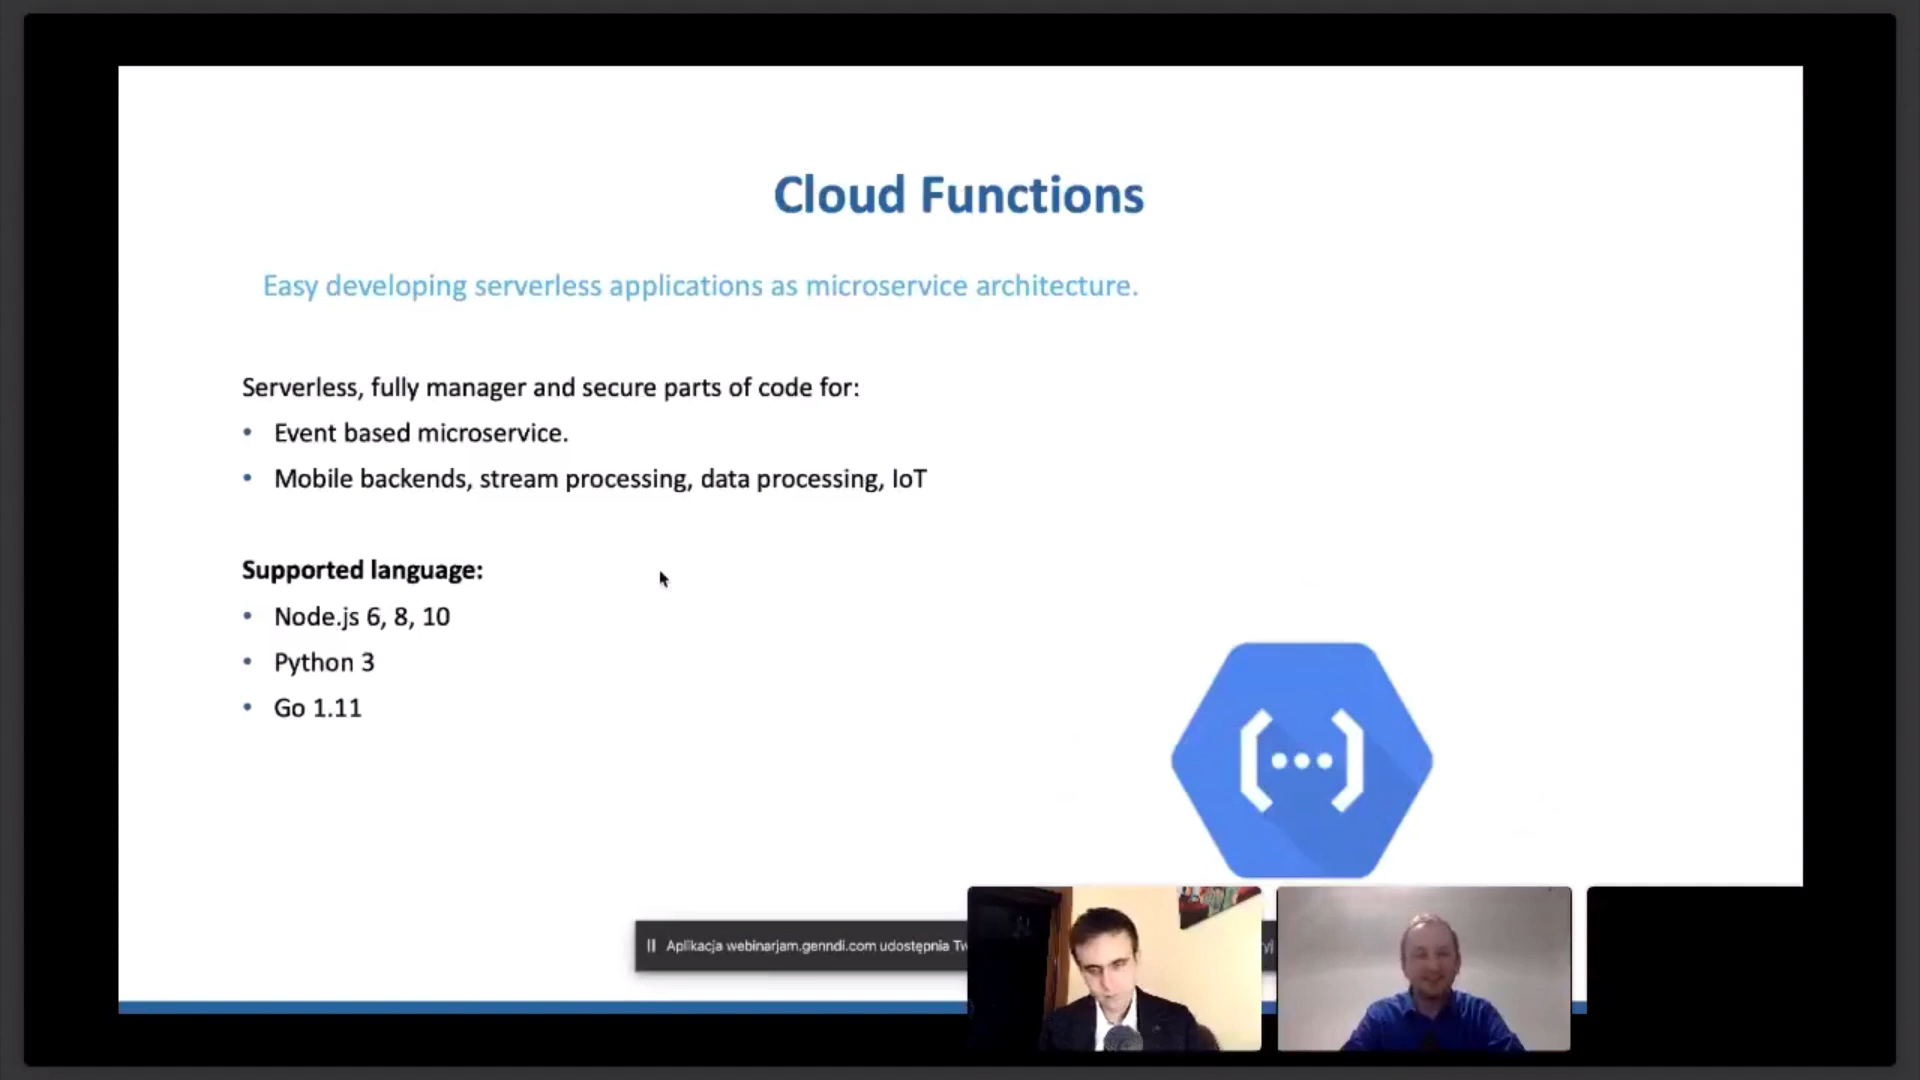 Cloud Functions
Easy developing serverless applications as microservice architecture.
Serverless, fully manager and secure parts of code for:
• Event based microservice.
• Mobile backends, stream processing, data processing, IoT
Supported language:
• Node.js 6, 8, 10
• Python 3
• Go 1.11
Aplikacja webinarjam.genndi.com udostępnia